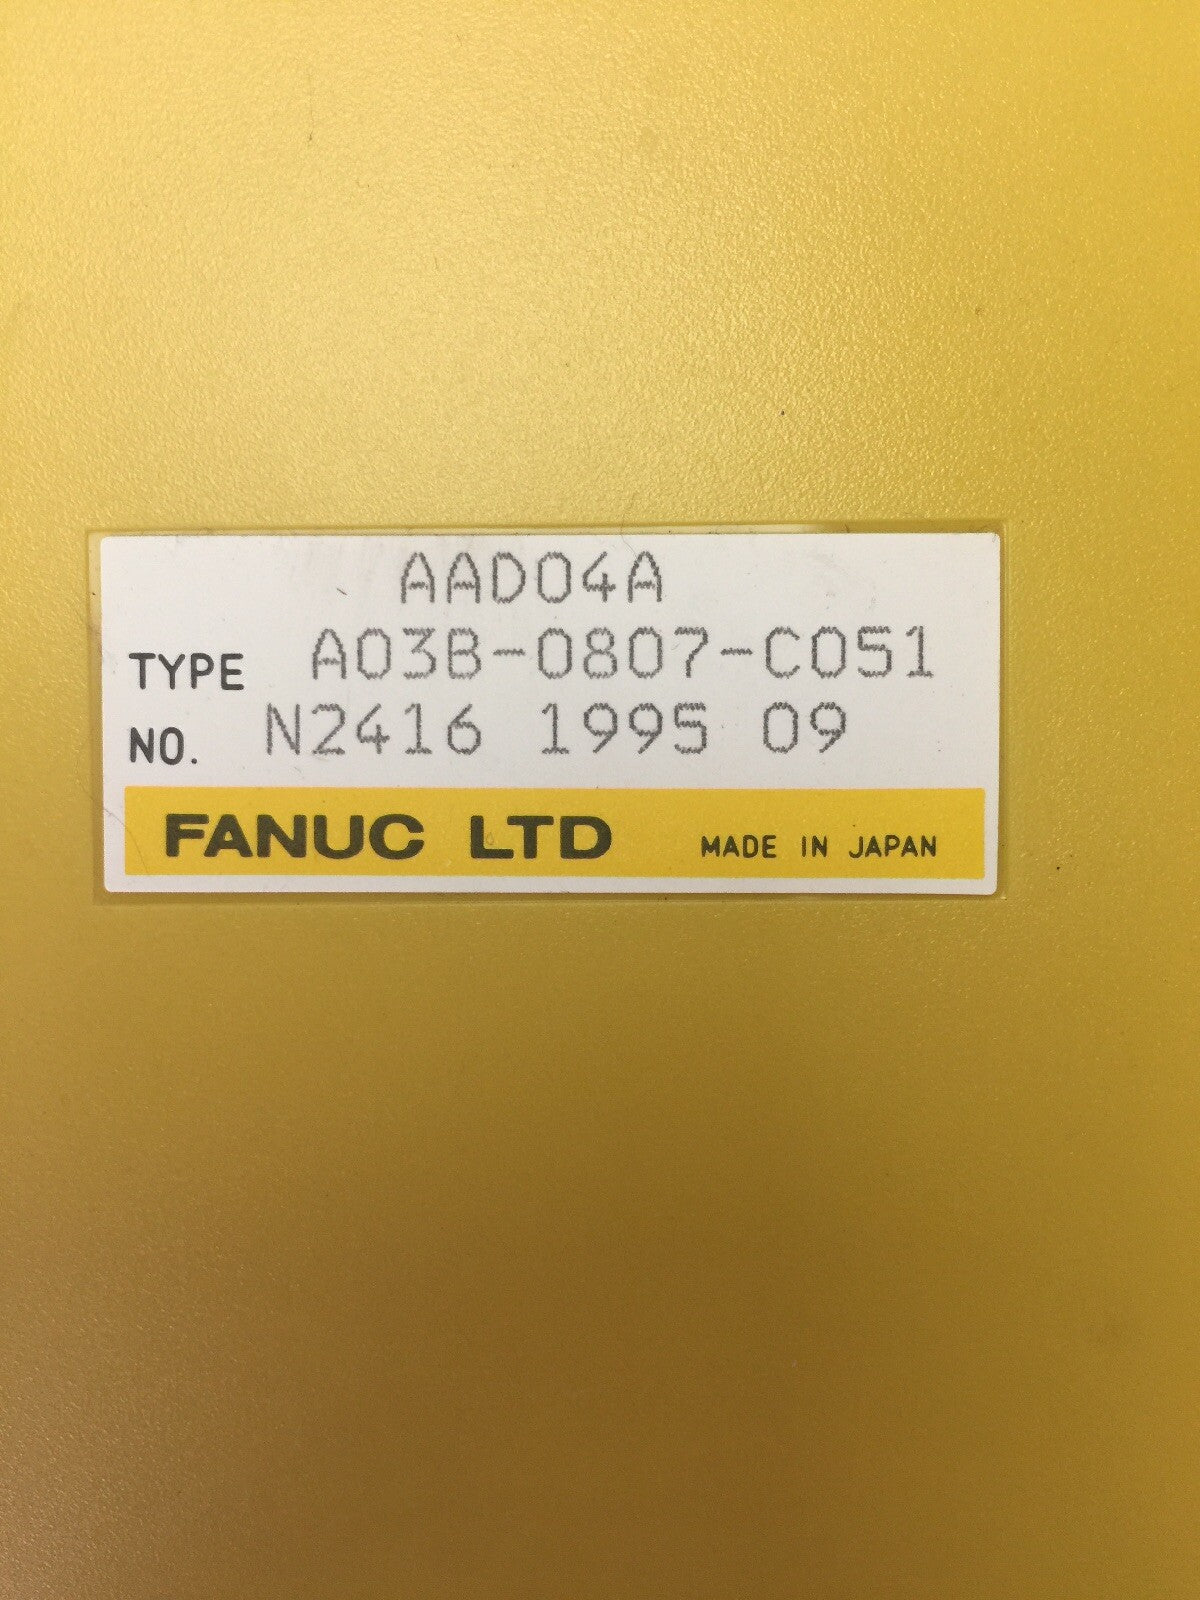 AAD04A
TYPE A03B-0807-C051
NO. N2416 1995 09
FANUC LTD MADE IN JAPAN